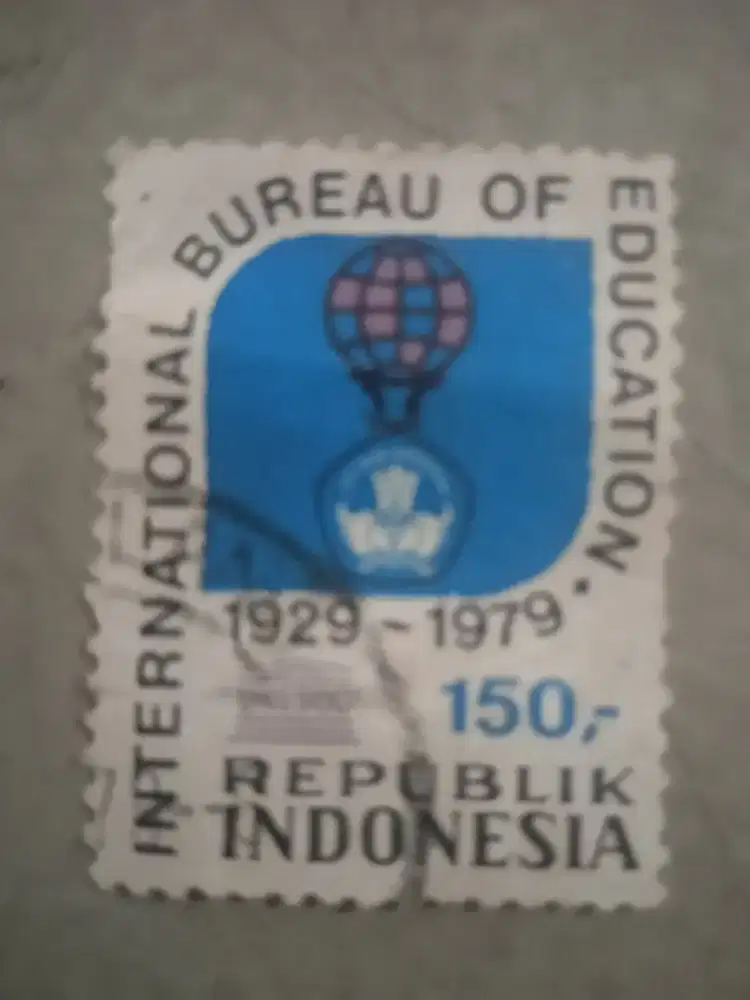 INTERNATIONAL BUREAU OF EDUCATION.
1929-1979
150,-
REPUBLIK
INDONESIA